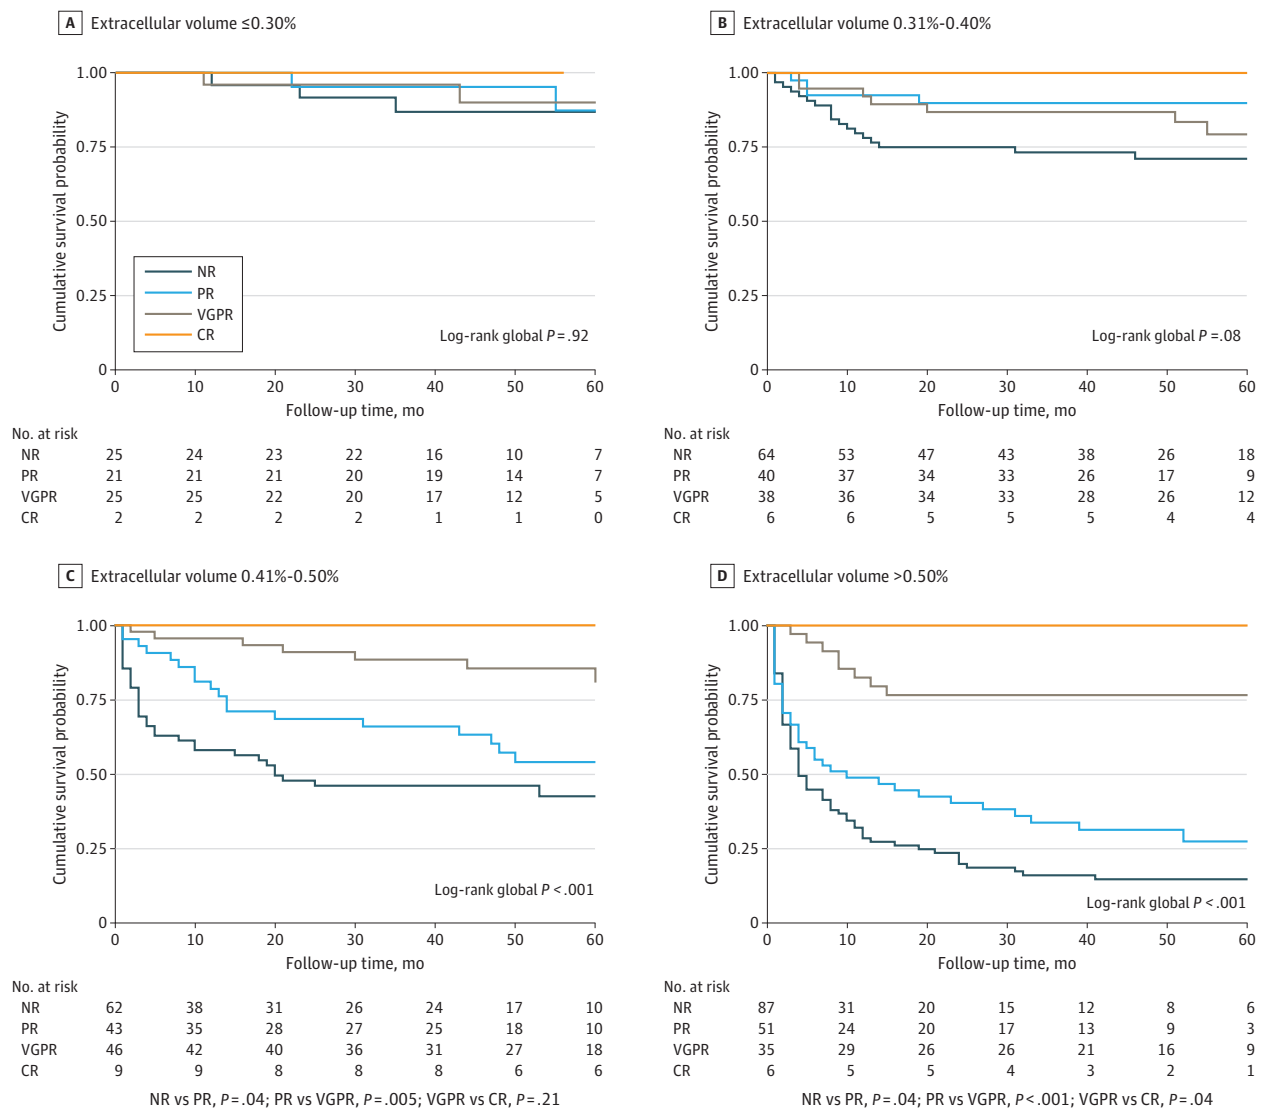 A Extracellular volume ≤0.30%
Cumulative survival probability
1.00
0.75
0.50
0.25
0
NR
PR
VGPR
CR
Log-rank global P = .92
0 10 20 30 40 50 60
Follow-up time, mo
No. at risk
NR 25 24 23 22 16 10 7
PR 21 21 21 20 19 14 7
VGPR 25 25 22 20 17 12 5
CR 2 2 2 2 1 1 0
B Extracellular volume 0.31%-0.40%
Cumulative survival probability
1.00
0.75
0.50
0.25
0
Log-rank global P = .08
0 10 20 30 40 50 60
Follow-up time, mo
No. at risk
NR 64 53 47 43 38 26 18
PR 40 37 34 33 26 17 9
VGPR 38 36 34 33 28 26 12
CR 6 6 5 5 5 4 4
C Extracellular volume 0.41%-0.50%
Cumulative survival probability
1.00
0.75
0.50
0.25
0
Log-rank global P < .001
0 10 20 30 40 50 60
Follow-up time, mo
No. at risk
NR 62 38 31 26 24 17 10
PR 43 35 28 27 25 18 10
VGPR 46 42 40 36 31 27 18
CR 9 9 8 8 8 6 6
NR vs PR, P = .04; PR vs VGPR, P = .005; VGPR vs CR, P = .21
D Extracellular volume >0.50%
Cumulative survival probability
1.00
0.75
0.50
0.25
0
Log-rank global P < .001
0 10 20 30 40 50 60
Follow-up time, mo
No. at risk
NR 87 31 20 15 12 8 6
PR 51 24 20 17 13 9 3
VGPR 35 29 26 26 21 16 9
CR 6 5 5 4 3 2 1
NR vs PR, P = .04; PR vs VGPR, P < .001; VGPR vs CR, P = .04